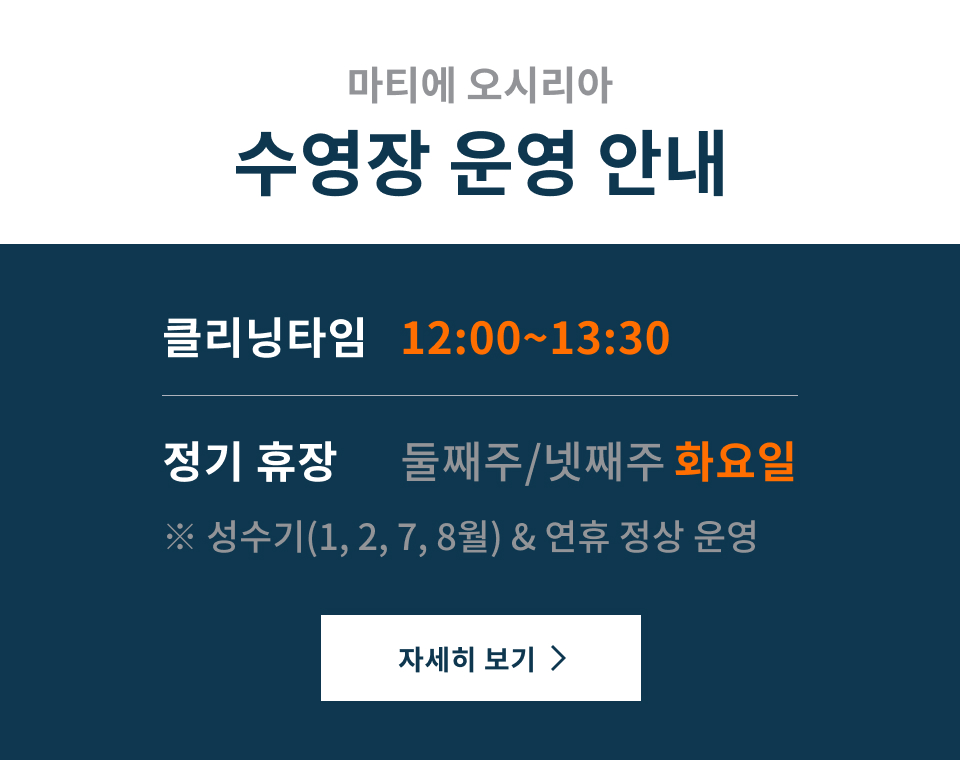 마티에 오시리아
수영장 운영 안내
클리닝타임 12:00~13:30
정기 휴장 둘째주/넷째주 화요일
※ 성수기(1, 2, 7, 8월) & 연휴 정상 운영
자세히 보기 >